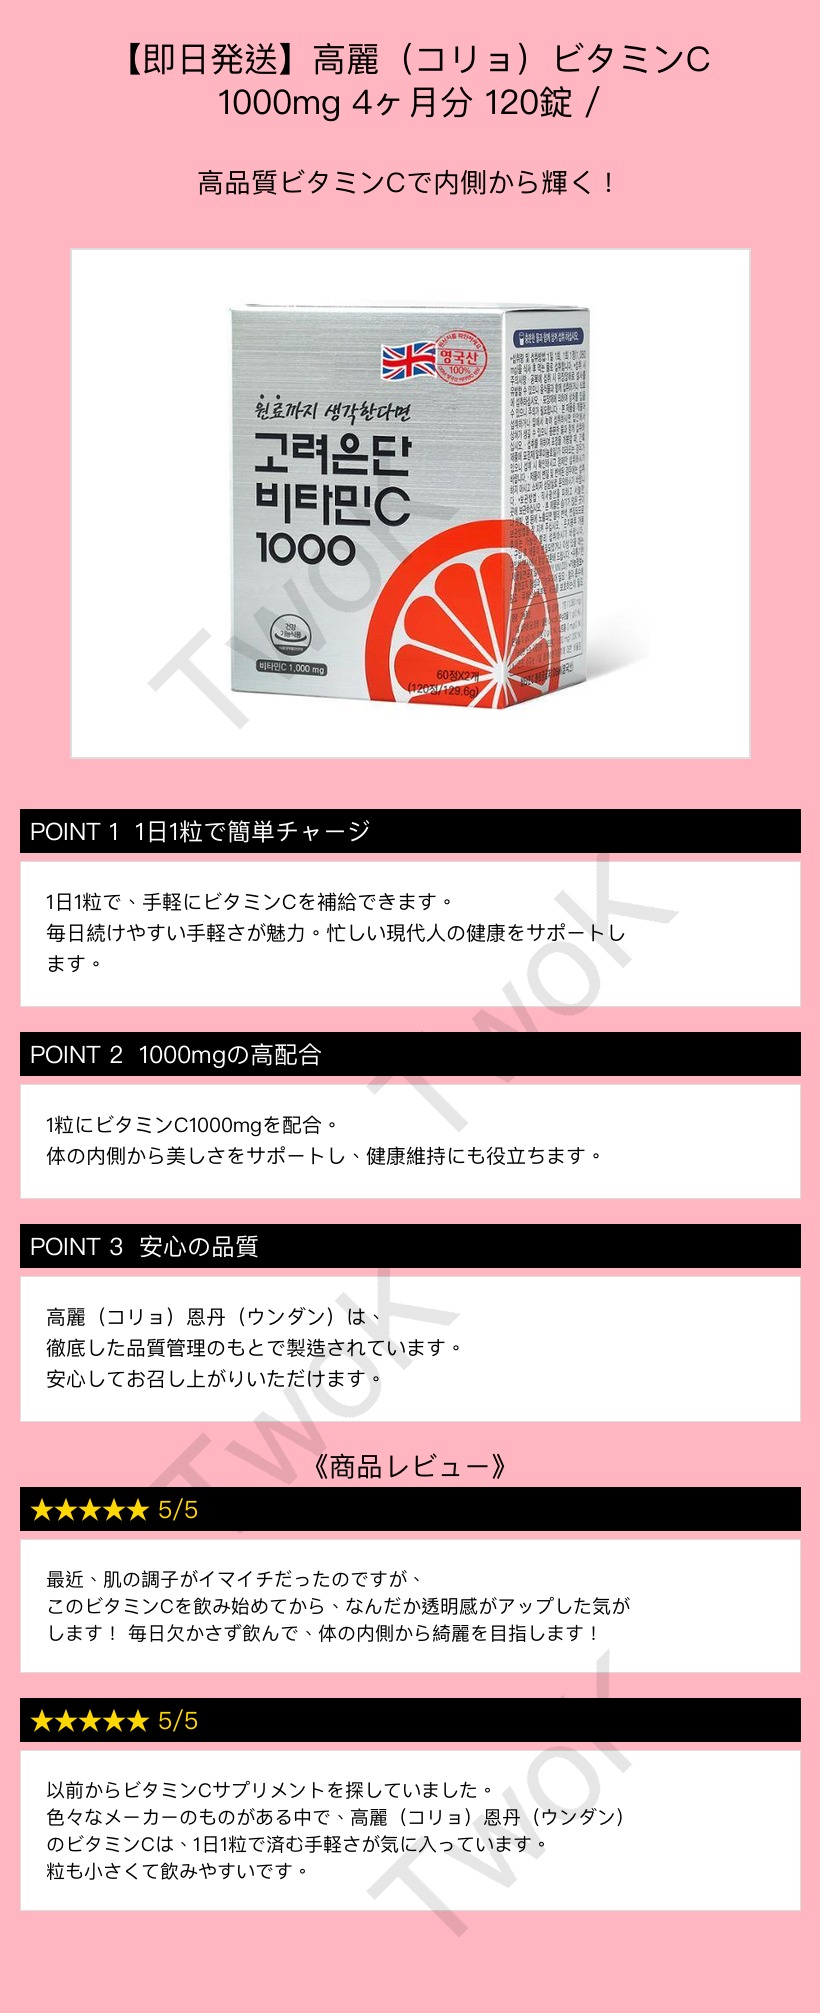 【即日発送】高麗（コリョ）ビタミンC
1000mg 4ヶ月分 120錠 /
高品質ビタミンCで内側から輝く！
영국산
100%
원료까지 생각한다면
고려은단
비타민C
1000
건강
기능식품
비타민C 1,000 mg
60정X2개
(120정/129.6g)
TwoK
POINT 1 1日1粒で簡単チャージ
1日1粒で、手軽にビタミンCを補給できます。
毎日続けやすい手軽さが魅力。忙しい現代人の健康をサポートし
ます。
TwoK
POINT 2 1000mgの高配合
1粒にビタミンC1000mgを配合。
体の内側から美しさをサポートし、健康維持にも役立ちます。
POINT 3 安心の品質
高麗（コリョ）恩丹（ウンダン）は、
徹底した品質管理のもとで製造されています。
安心してお召し上がりいただけます。
TwoK
《商品レビュー》
★★★★★ 5/5
最近、肌の調子がイマイチだったのですが、
このビタミンCを飲み始めてから、なんだか透明感がアップした気が
します！ 毎日欠かさず飲んで、体の内側から綺麗を目指します！
★★★★★ 5/5
以前からビタミンCサプリメントを探していました。
色々なメーカーのものがある中で、高麗（コリョ）恩丹（ウンダン）
のビタミンCは、1日1粒で済む手軽さが気に入っています。
粒も小さくて飲みやすいです。
TwoK